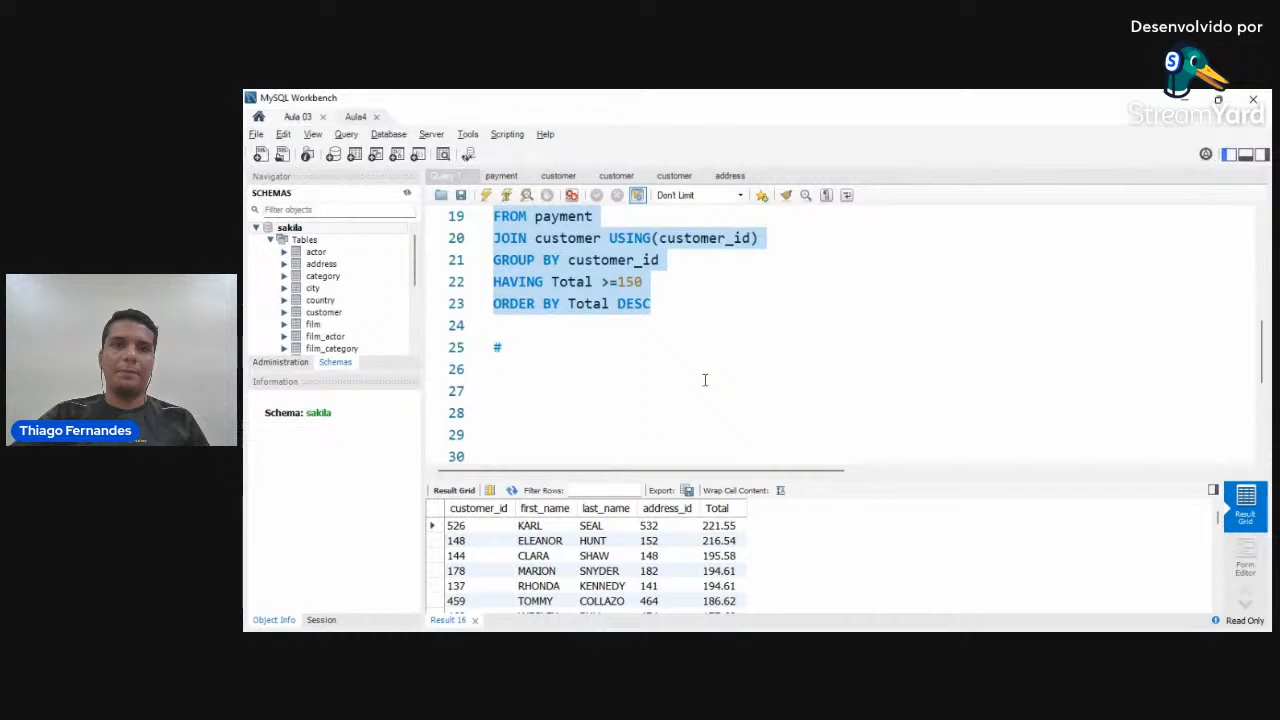 Desenvolvido por
StreamYard
MySQL Workbench
Aula 03
Aula4
File Edit View Query Database Server Tools Scripting Help
Navigator
Query 1 payment customer customer customer address
SCHEMAS
Don't Limit
Filter objects
sakila
Tables
actor
address
category
city
country
customer
film
film_actor
film_category
Administration Schemas
Information
Schema: sakila
19 FROM payment
20 JOIN customer USING(customer_id)
21 GROUP BY customer_id
22 HAVING Total >=150
23 ORDER BY Total DESC
24
25 #
26
27
28
29
30
Thiago Fernandes
Result Grid Filter Rows: Export: Wrap Cell Content:
customer_id first_name last_name address_id Total
526 KARL SEAL 532 221.55
148 ELEANOR HUNT 152 216.54
144 CLARA SHAW 148 195.58
178 MARION SNYDER 182 194.61
137 RHONDA KENNEDY 141 194.61
459 TOMMY COLLAZO 464 186.62
Result Grid
Form Editor
Object Info Session
Result 16
Read Only